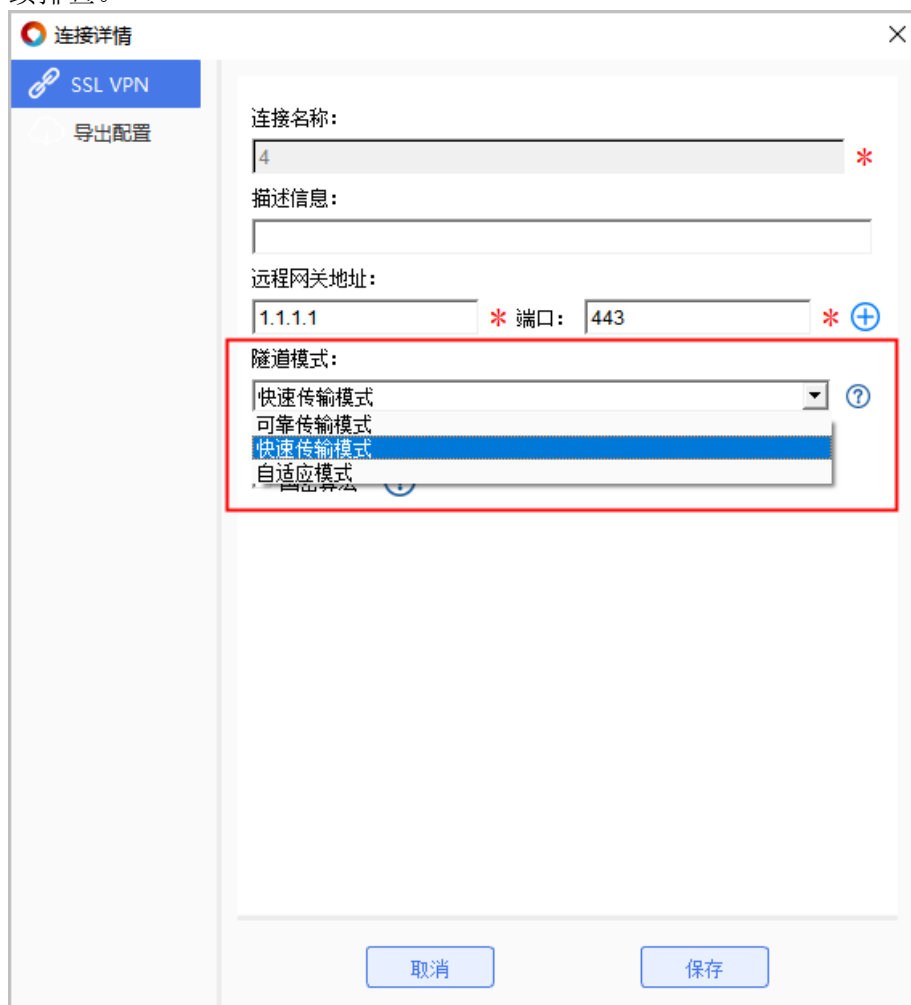 连接详情
SSL VPN
导出配置
连接名称：
4
*
描述信息：
远程网关地址：
1.1.1.1
* 端口：
443
*
隧道模式：
快速传输模式
可靠传输模式
快速传输模式
自适应模式
取消
保存